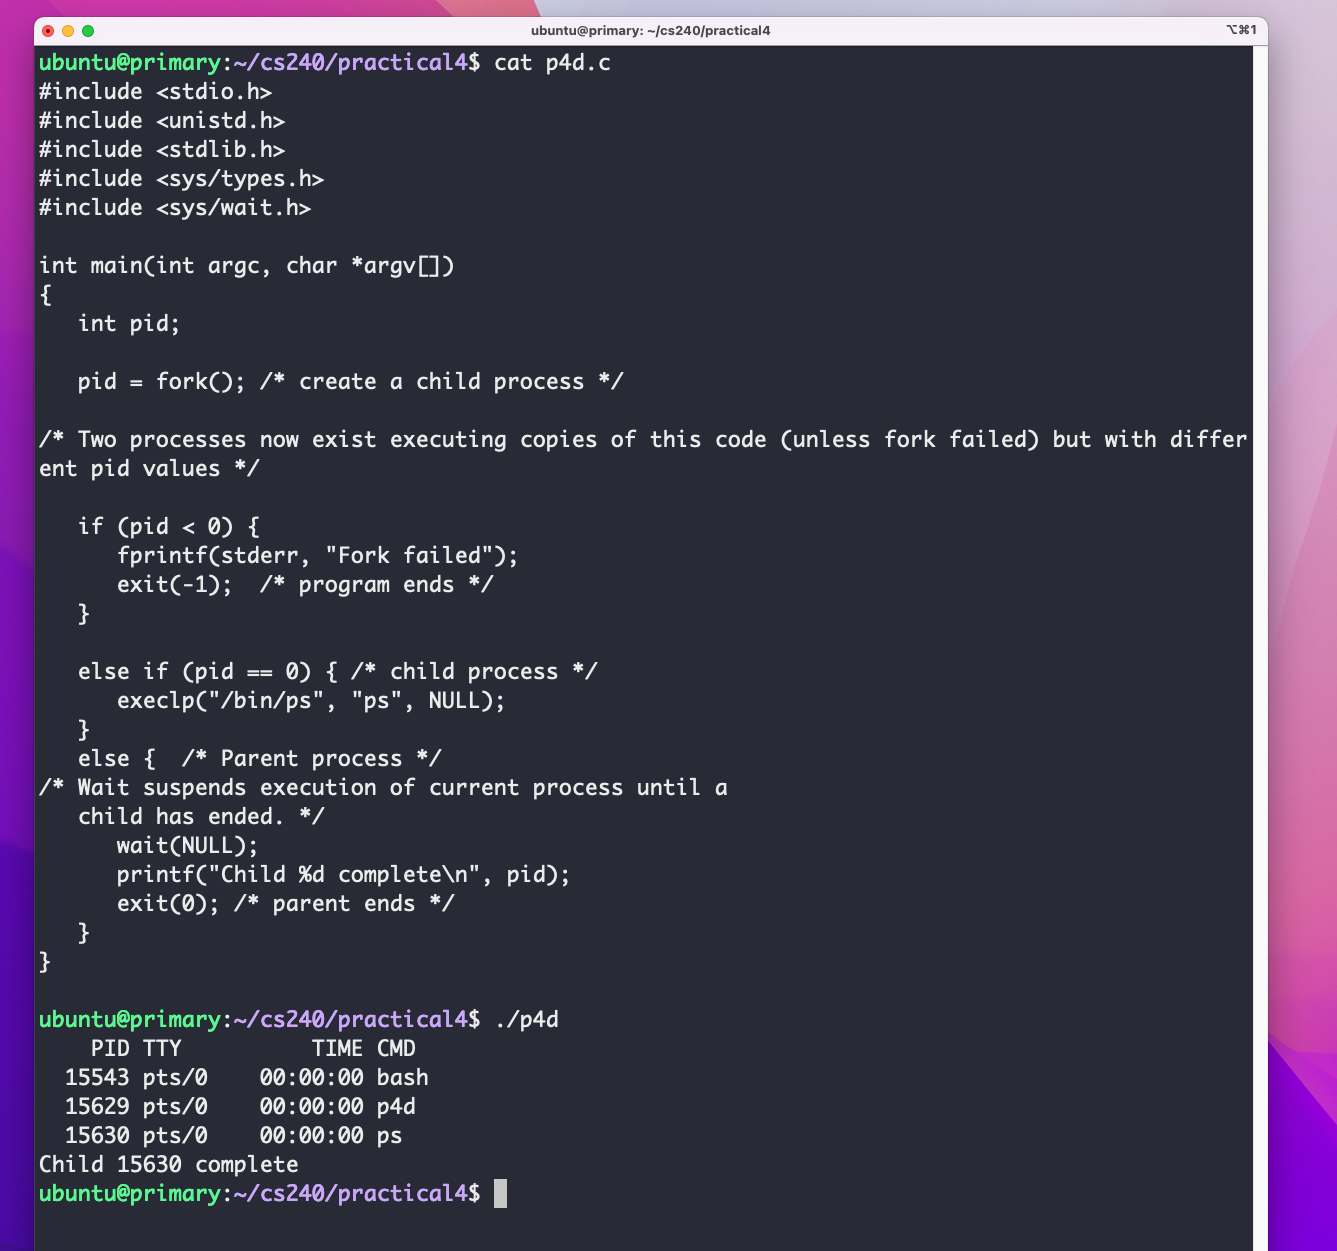 ubuntu@primary: ~/cs240/practical4
⌥⌘1
ubuntu@primary:~/cs240/practical4$ cat p4d.c
#include <stdio.h>
#include <unistd.h>
#include <stdlib.h>
#include <sys/types.h>
#include <sys/wait.h>

int main(int argc, char *argv[])
{
   int pid;

   pid = fork(); /* create a child process */

/* Two processes now exist executing copies of this code (unless fork failed) but with differ
ent pid values */

   if (pid < 0) {
      fprintf(stderr, "Fork failed");
      exit(-1);  /* program ends */
   }

   else if (pid == 0) { /* child process */
      execlp("/bin/ps", "ps", NULL);
   }
   else {  /* Parent process */
/* Wait suspends execution of current process until a
   child has ended. */
      wait(NULL);
      printf("Child %d complete\n", pid);
      exit(0); /* parent ends */
   }
}

ubuntu@primary:~/cs240/practical4$ ./p4d
    PID TTY          TIME CMD
  15543 pts/0    00:00:00 bash
  15629 pts/0    00:00:00 p4d
  15630 pts/0    00:00:00 ps
Child 15630 complete
ubuntu@primary:~/cs240/practical4$